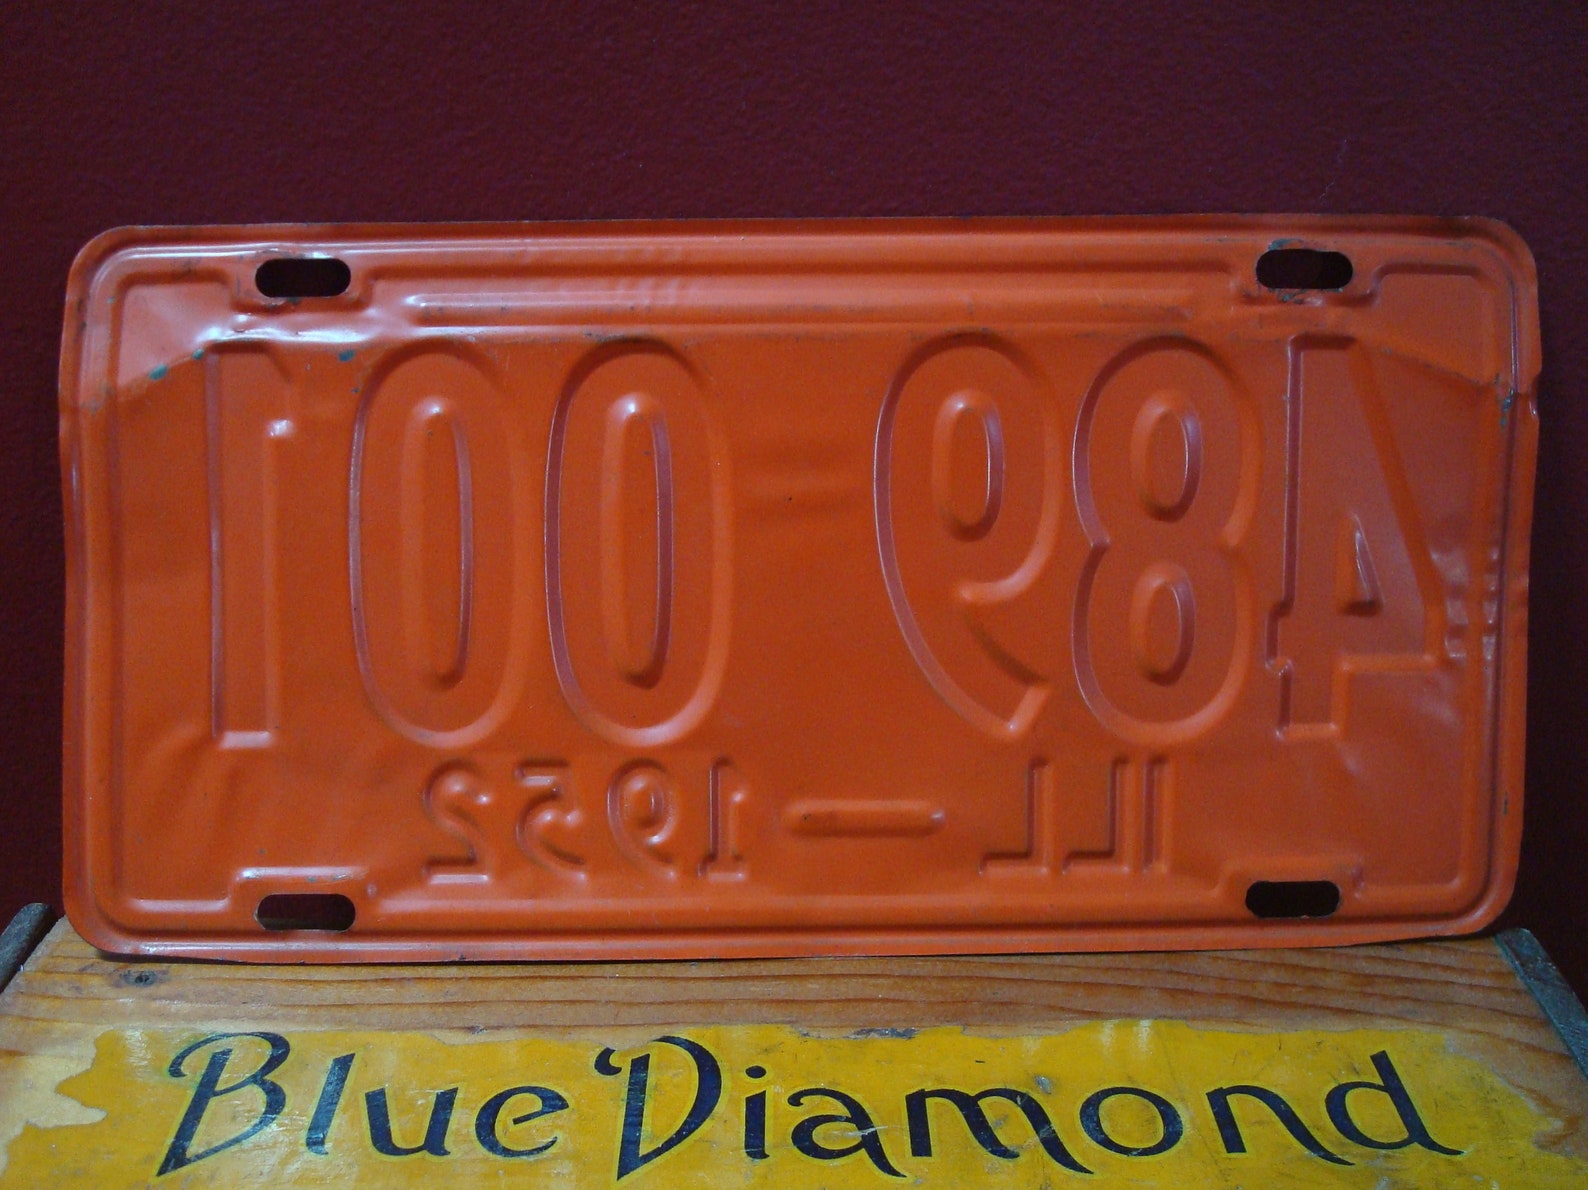 489 001
ILL — 1952
Blue Diamond